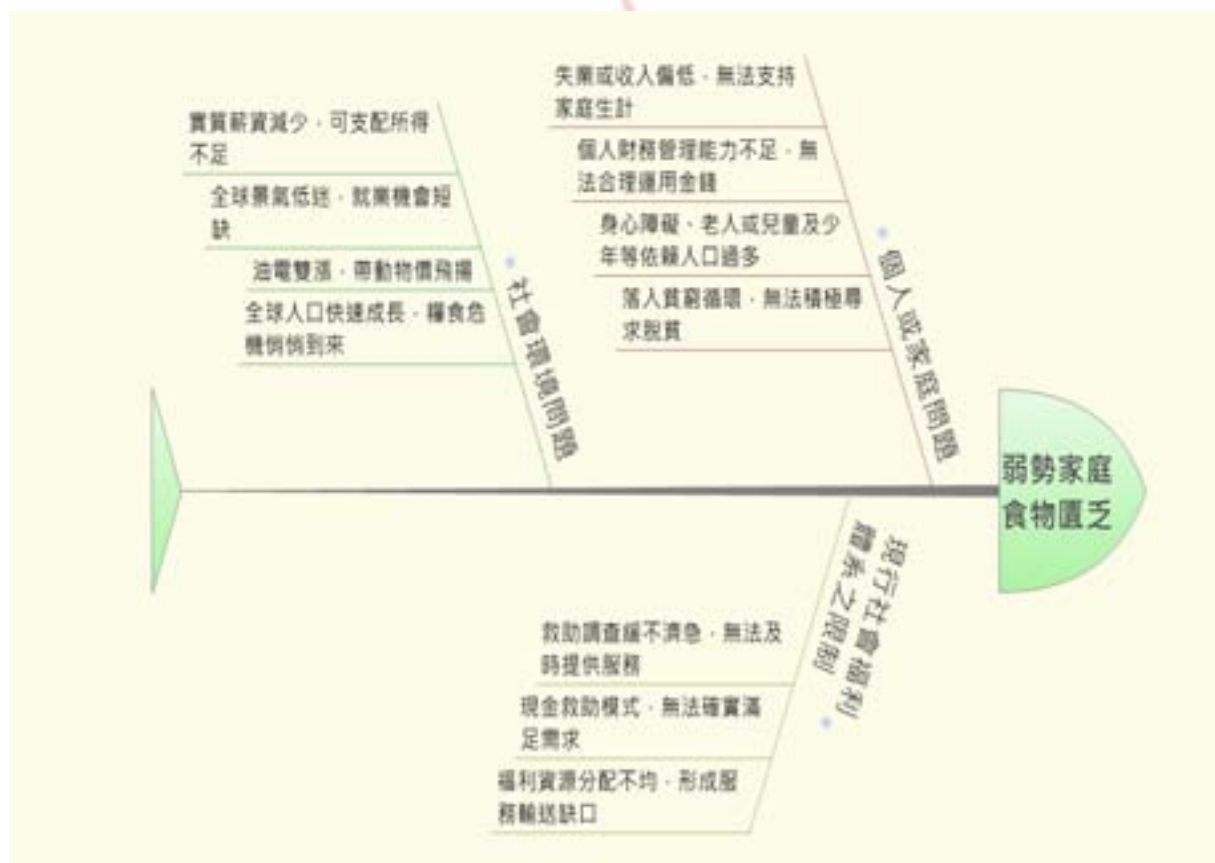 失業或收入偏低，無法支持
家庭生計
個人財務管理能力不足，無
法合理運用金錢
身心障礙、老人或兒童及少
年等依賴人口過多
落入貧窮循環，無法積極尋
求脫貧
個人或家庭問題
實質薪資減少，可支配所得
不足
全球景氣低迷，就業機會短
缺
油電雙漲，帶動物價飛揚
全球人口快速成長，糧食危
機悄悄到來
社會環境問題
弱勢家庭
食物匱乏
現行社會福利
體系之限制
救助調查緩不濟急，無法及
時提供服務
現金救助模式，無法確實滿
足需求
福利資源分配不均，形成服
務輸送缺口